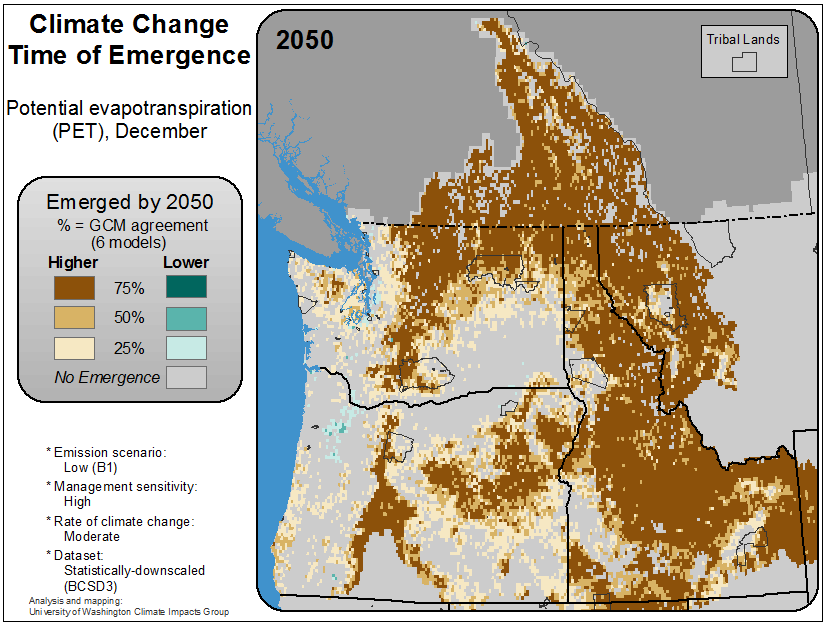 Climate Change
Time of Emergence
Potential evapotranspiration
(PET), December
Emerged by 2050
% = GCM agreement
(6 models)
Higher Lower
75%
50%
25%
No Emergence
* Emission scenario:
Low (B1)
* Management sensitivity:
High
* Rate of climate change:
Moderate
* Dataset:
Statistically-downscaled
(BCSD3)
Analysis and mapping:
University of Washington Climate Impacts Group
2050
Tribal Lands